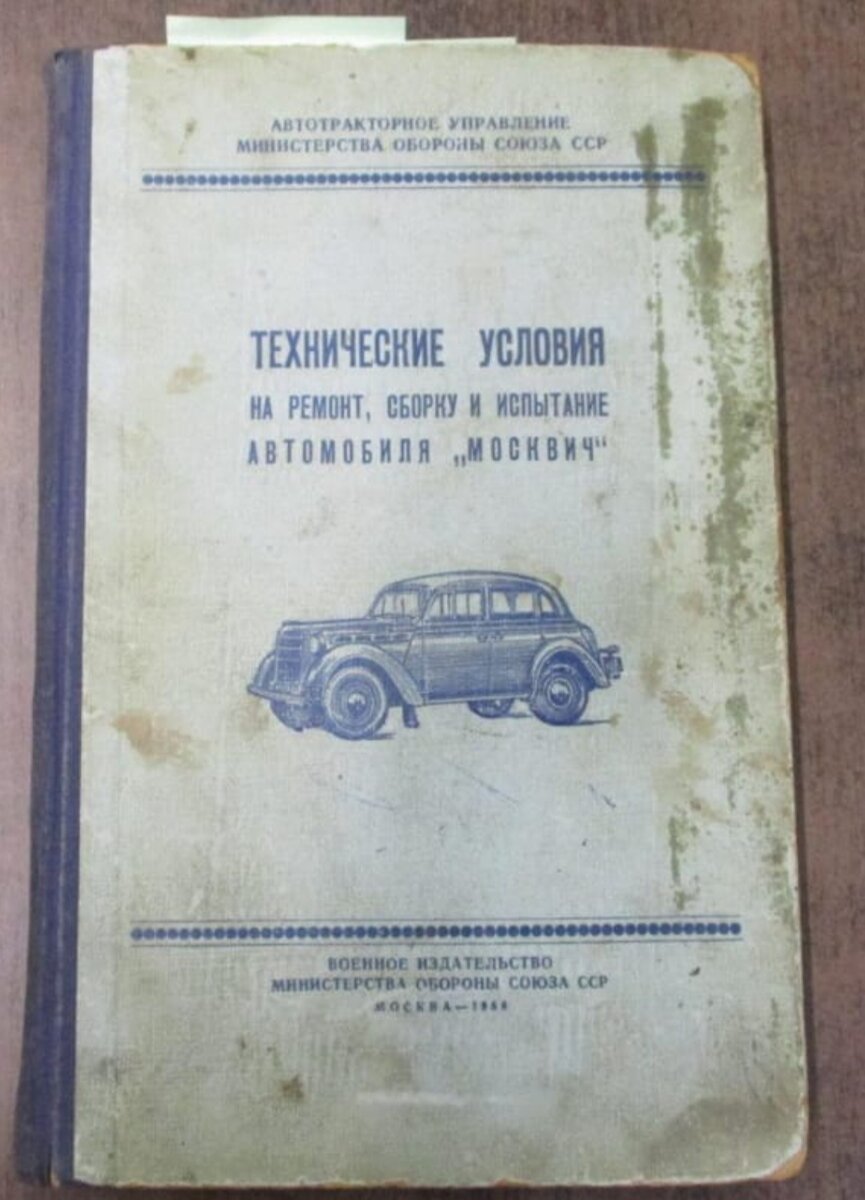 АВТОТРАКТОРНОЕ УПРАВЛЕНИЕ
МИНИСТЕРСТВА ОБОРОНЫ СОЮЗА ССР
ТЕХНИЧЕСКИЕ УСЛОВИЯ
НА РЕМОНТ, СБОРКУ И ИСПЫТАНИЕ
АВТОМОБИЛЯ „МОСКВИЧ“
ВОЕННОЕ ИЗДАТЕЛЬСТВО
МИНИСТЕРСТВА ОБОРОНЫ СОЮЗА ССР
МОСКВА —